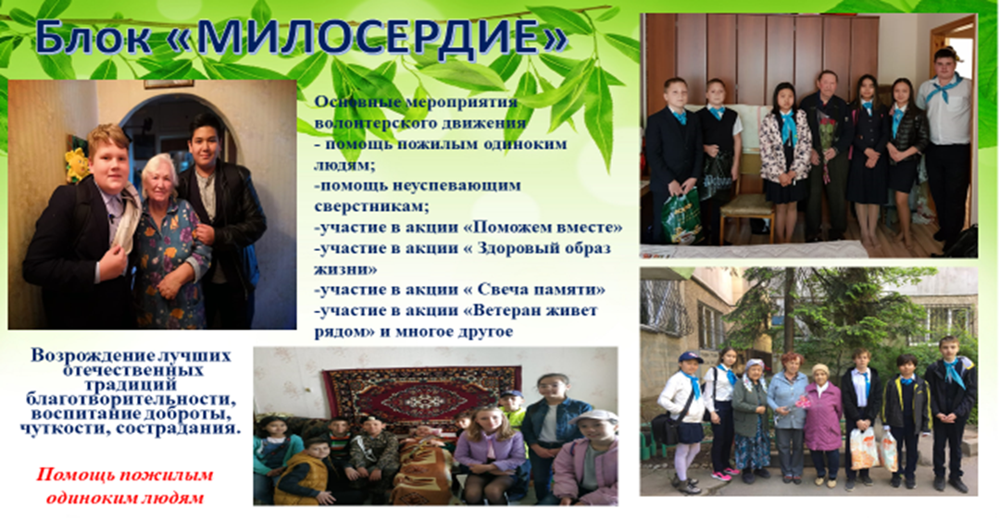 Блок «МИЛОСЕРДИЕ»
Основные мероприятия
волонтерского движения
- помощь пожилым одиноким
людям;
-помощь неуспевающим
сверстникам;
-участие в акции «Поможем вместе»
-участие в акции « Здоровый образ
жизни»
-участие в акции « Свеча памяти»
-участие в акции «Ветеран живет
рядом» и многое другое
Возрождение лучших
отечественных
традиций
благотворительности,
воспитание доброты,
чуткости, сострадания.
Помощь пожилым
одиноким людям